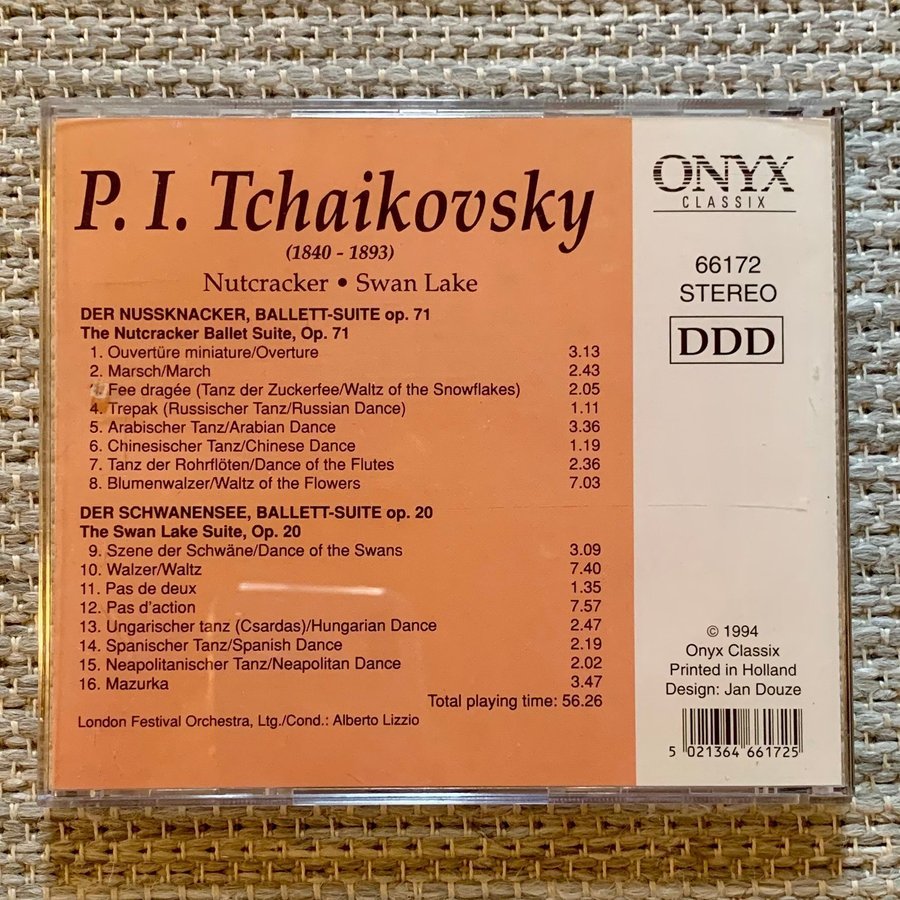 P. I. Tchaikovsky
(1840 - 1893)
Nutcracker • Swan Lake
DER NUSSKNACKER, BALLETT-SUITE op. 71
The Nutcracker Ballet Suite, Op. 71
1. Ouvertüre miniature/Overture 3.13
2. Marsch/March 2.43
3. Fee dragée (Tanz der Zuckerfee/Waltz of the Snowflakes) 2.05
4. Trepak (Russischer Tanz/Russian Dance) 1.11
5. Arabischer Tanz/Arabian Dance 3.36
6. Chinesischer Tanz/Chinese Dance 1.19
7. Tanz der Rohrflöten/Dance of the Flutes 2.36
8. Blumenwalzer/Waltz of the Flowers 7.03
DER SCHWANENSEE, BALLETT-SUITE op. 20
The Swan Lake Suite, Op. 20
9. Szene der Schwäne/Dance of the Swans 3.09
10. Walzer/Waltz 7.40
11. Pas de deux 1.35
12. Pas d'action 7.57
13. Ungarischer tanz (Csardas)/Hungarian Dance 2.47
14. Spanischer Tanz/Spanish Dance 2.19
15. Neapolitanischer Tanz/Neapolitan Dance 2.02
16. Mazurka 3.47
Total playing time: 56.26
London Festival Orchestra, Ltg./Cond.: Alberto Lizzio
ONYX
CLASSIX
66172
STEREO
DDD
© 1994
Onyx Classix
Printed in Holland
Design: Jan Douze
5 021364 661725